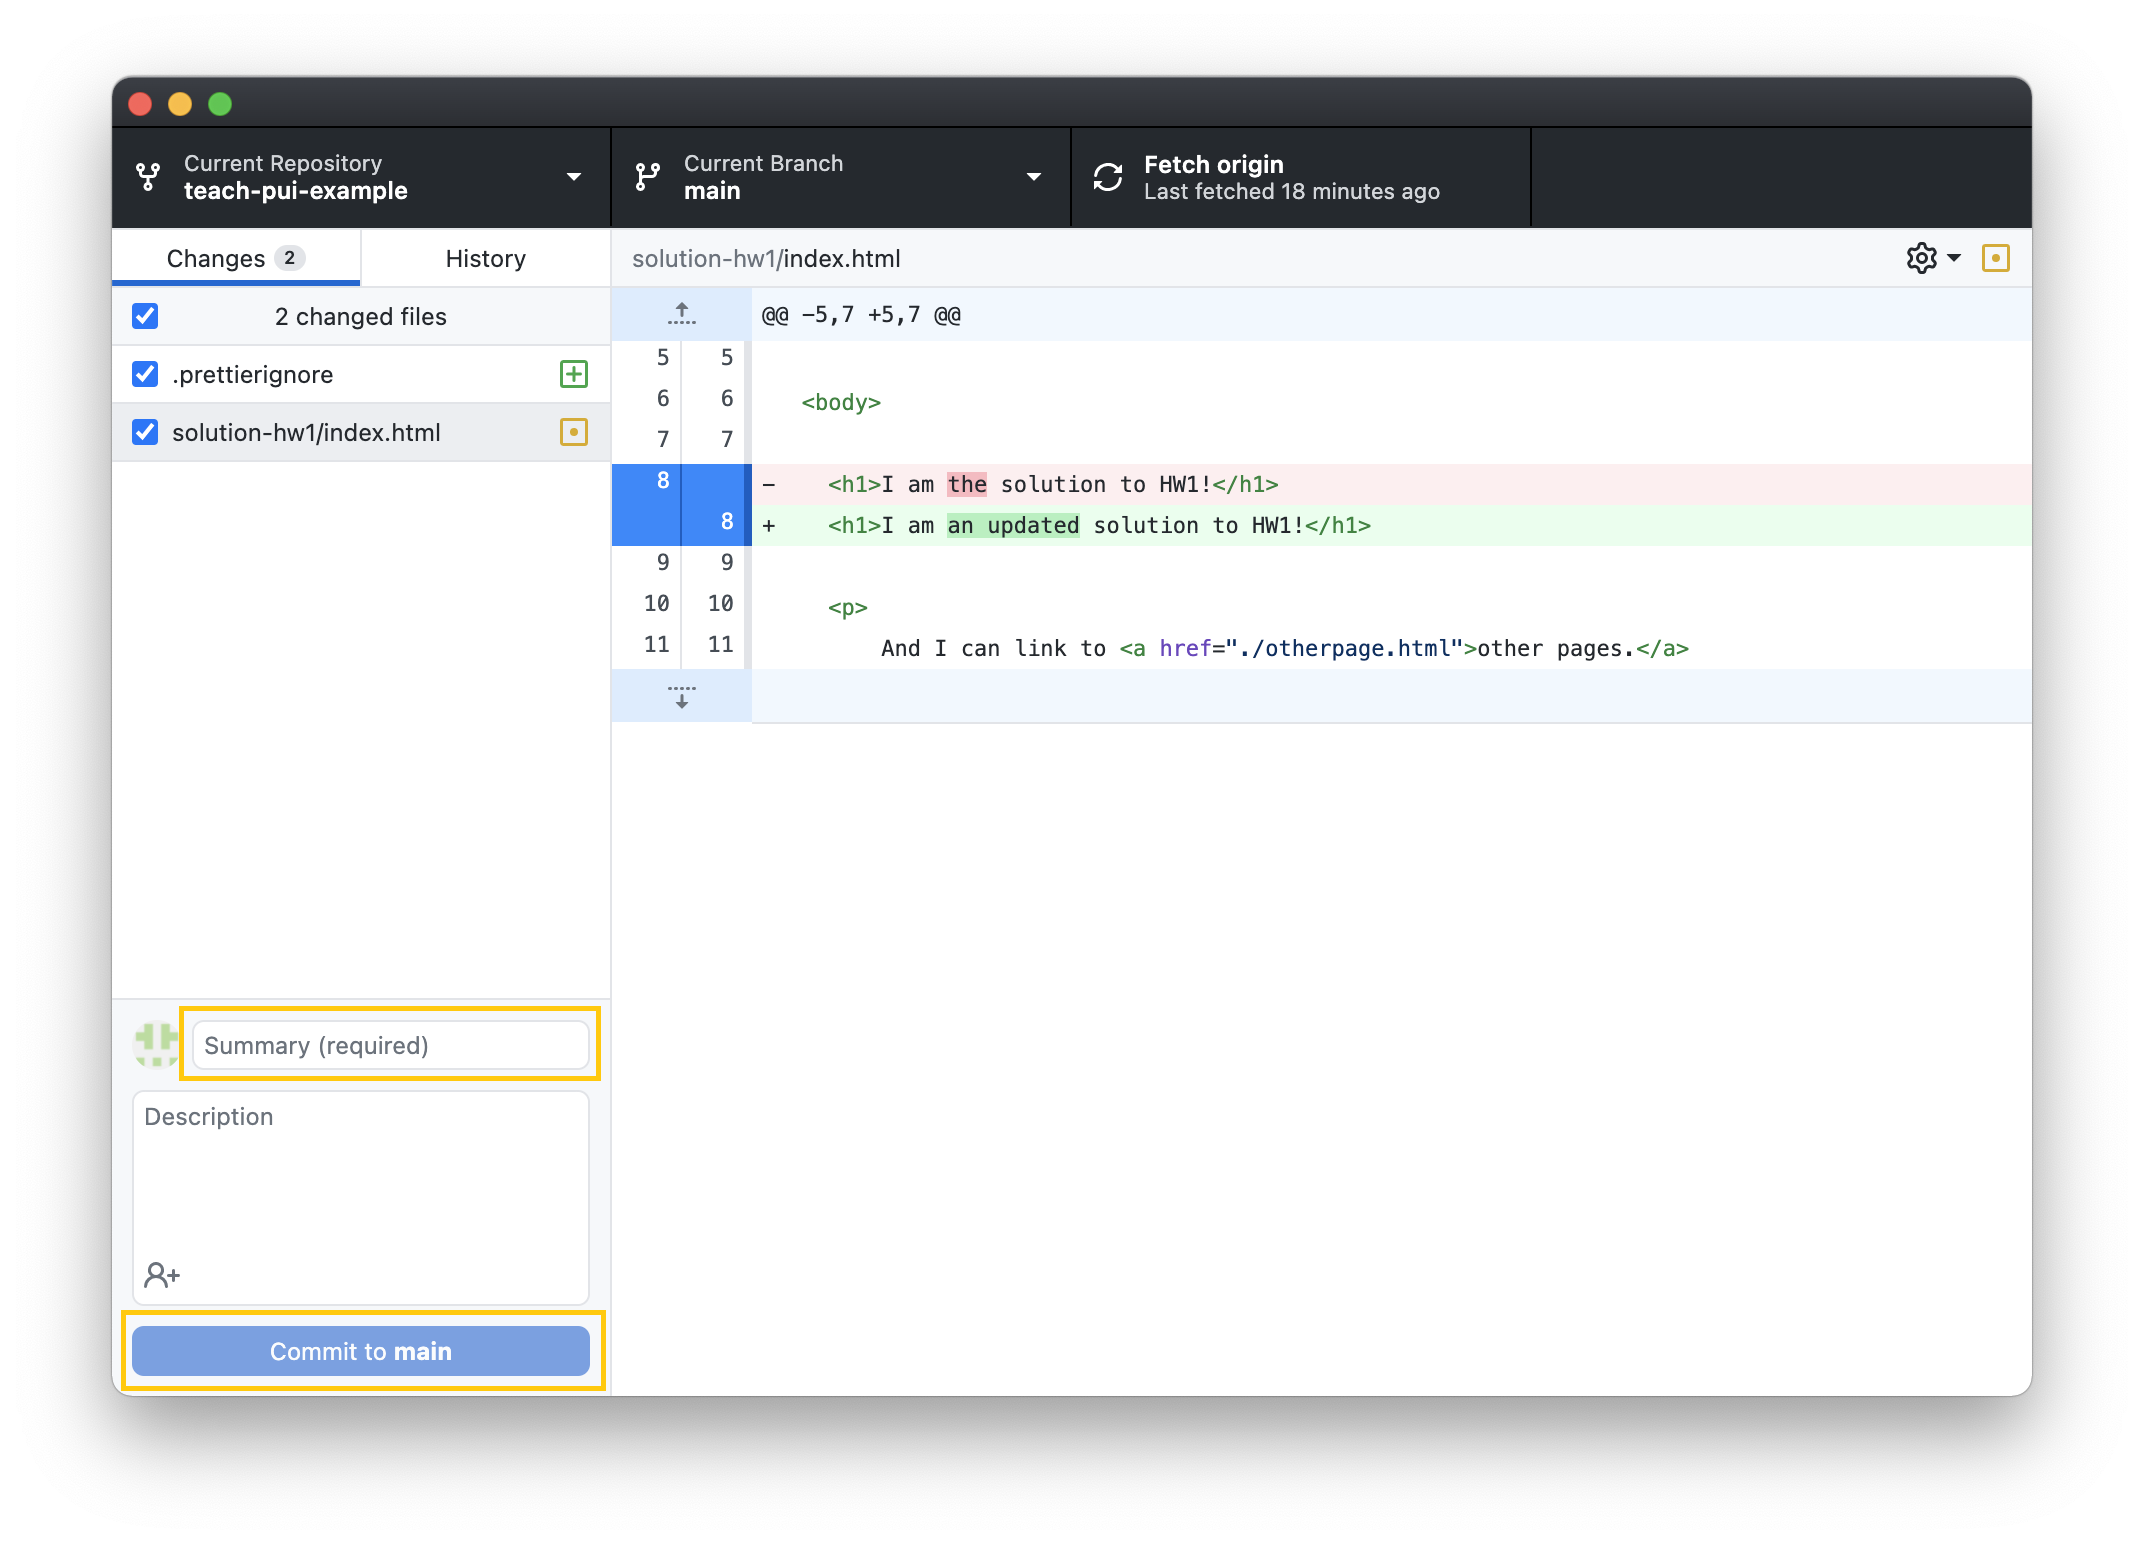 Current Repository
teach-pui-example
Current Branch
main
Fetch origin
Last fetched 18 minutes ago
Changes 2
History
solution-hw1/index.html
2 changed files
.prettierignore
solution-hw1/index.html
@@ -5,7 +5,7 @@
5 5
6 6 <body>
7 7
8 - <h1>I am the solution to HW1!</h1>
8 + <h1>I am an updated solution to HW1!</h1>
9 9
10 10 <p>
11 11 And I can link to <a href="./otherpage.html">other pages.</a>
Summary (required)
Description
Commit to main